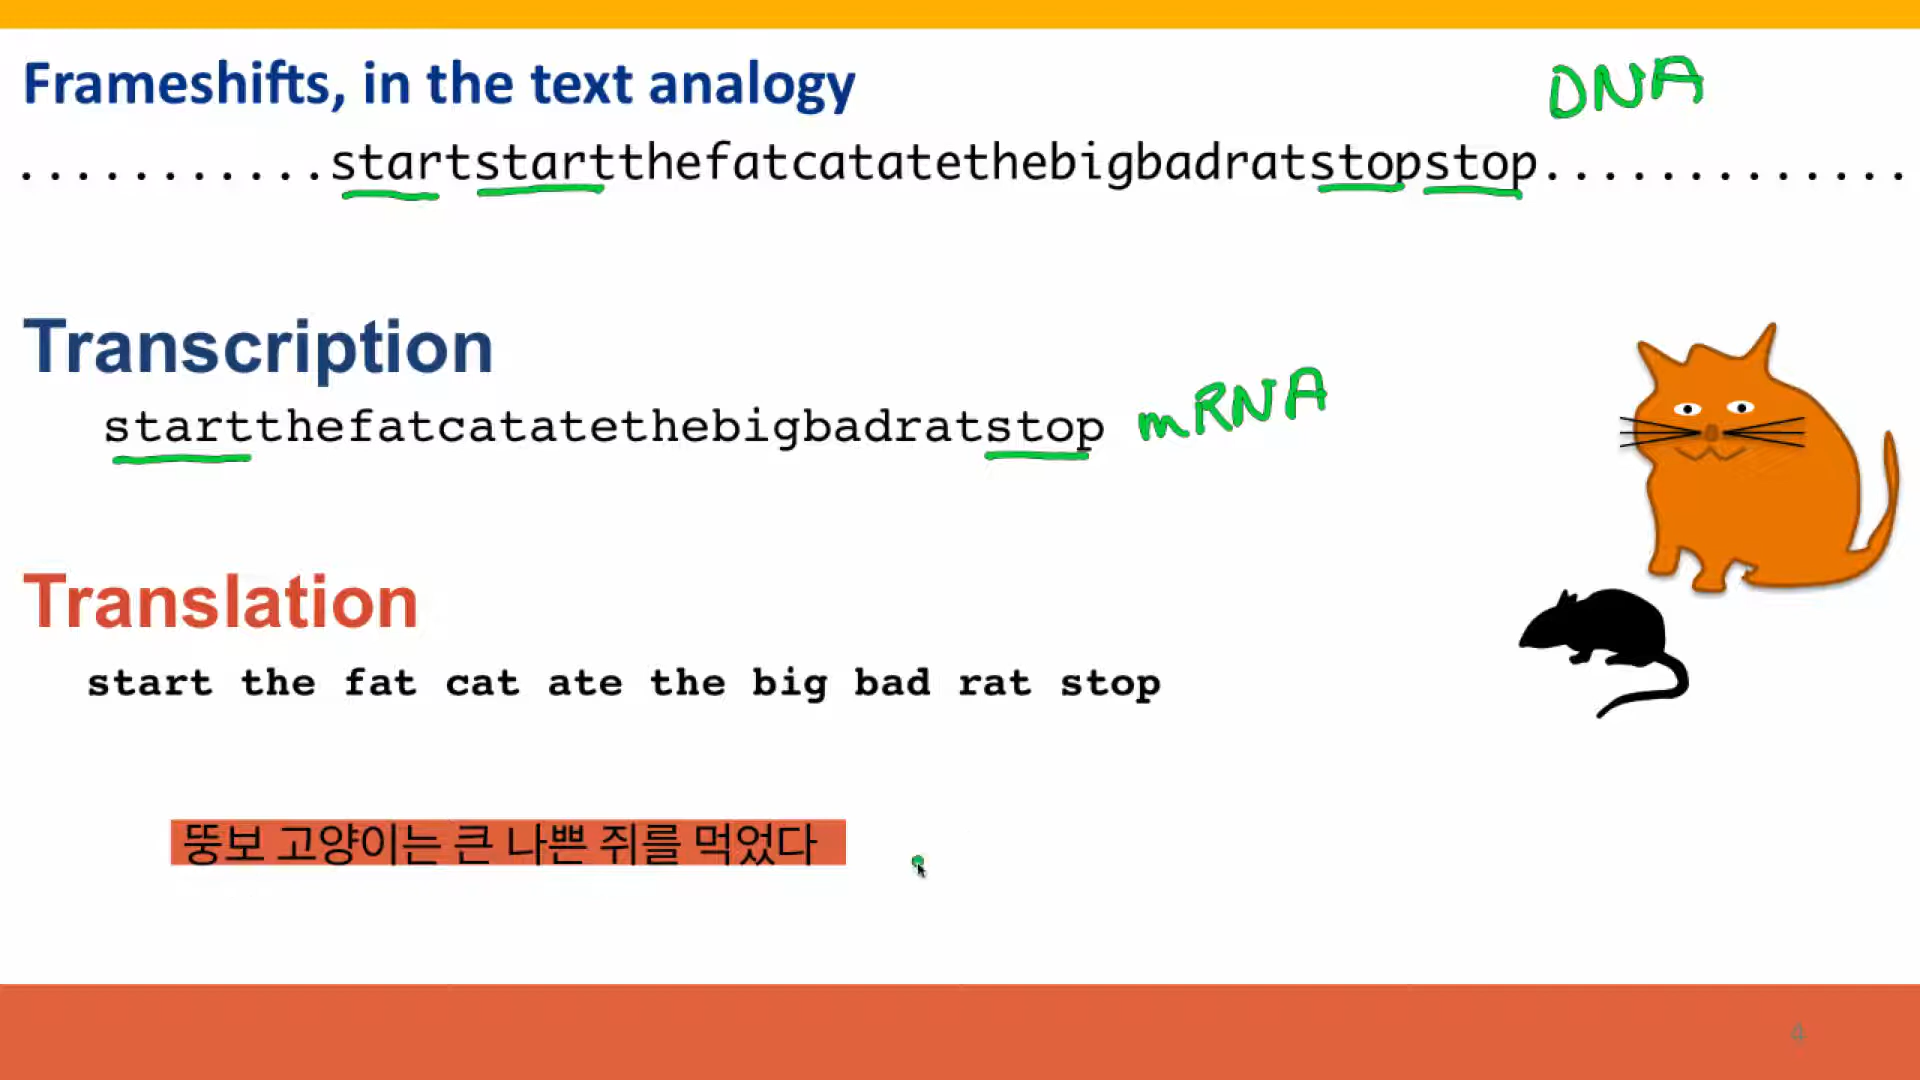 Frameshifts, in the text analogy
DNA
...........startstartthefatcatatethebigbadratstopstop.............
Transcription
startthefatcatatethebigbadratstop mRNA
Translation
start the fat cat ate the big bad rat stop
뚱보 고양이는 큰 나쁜 쥐를 먹었다
4